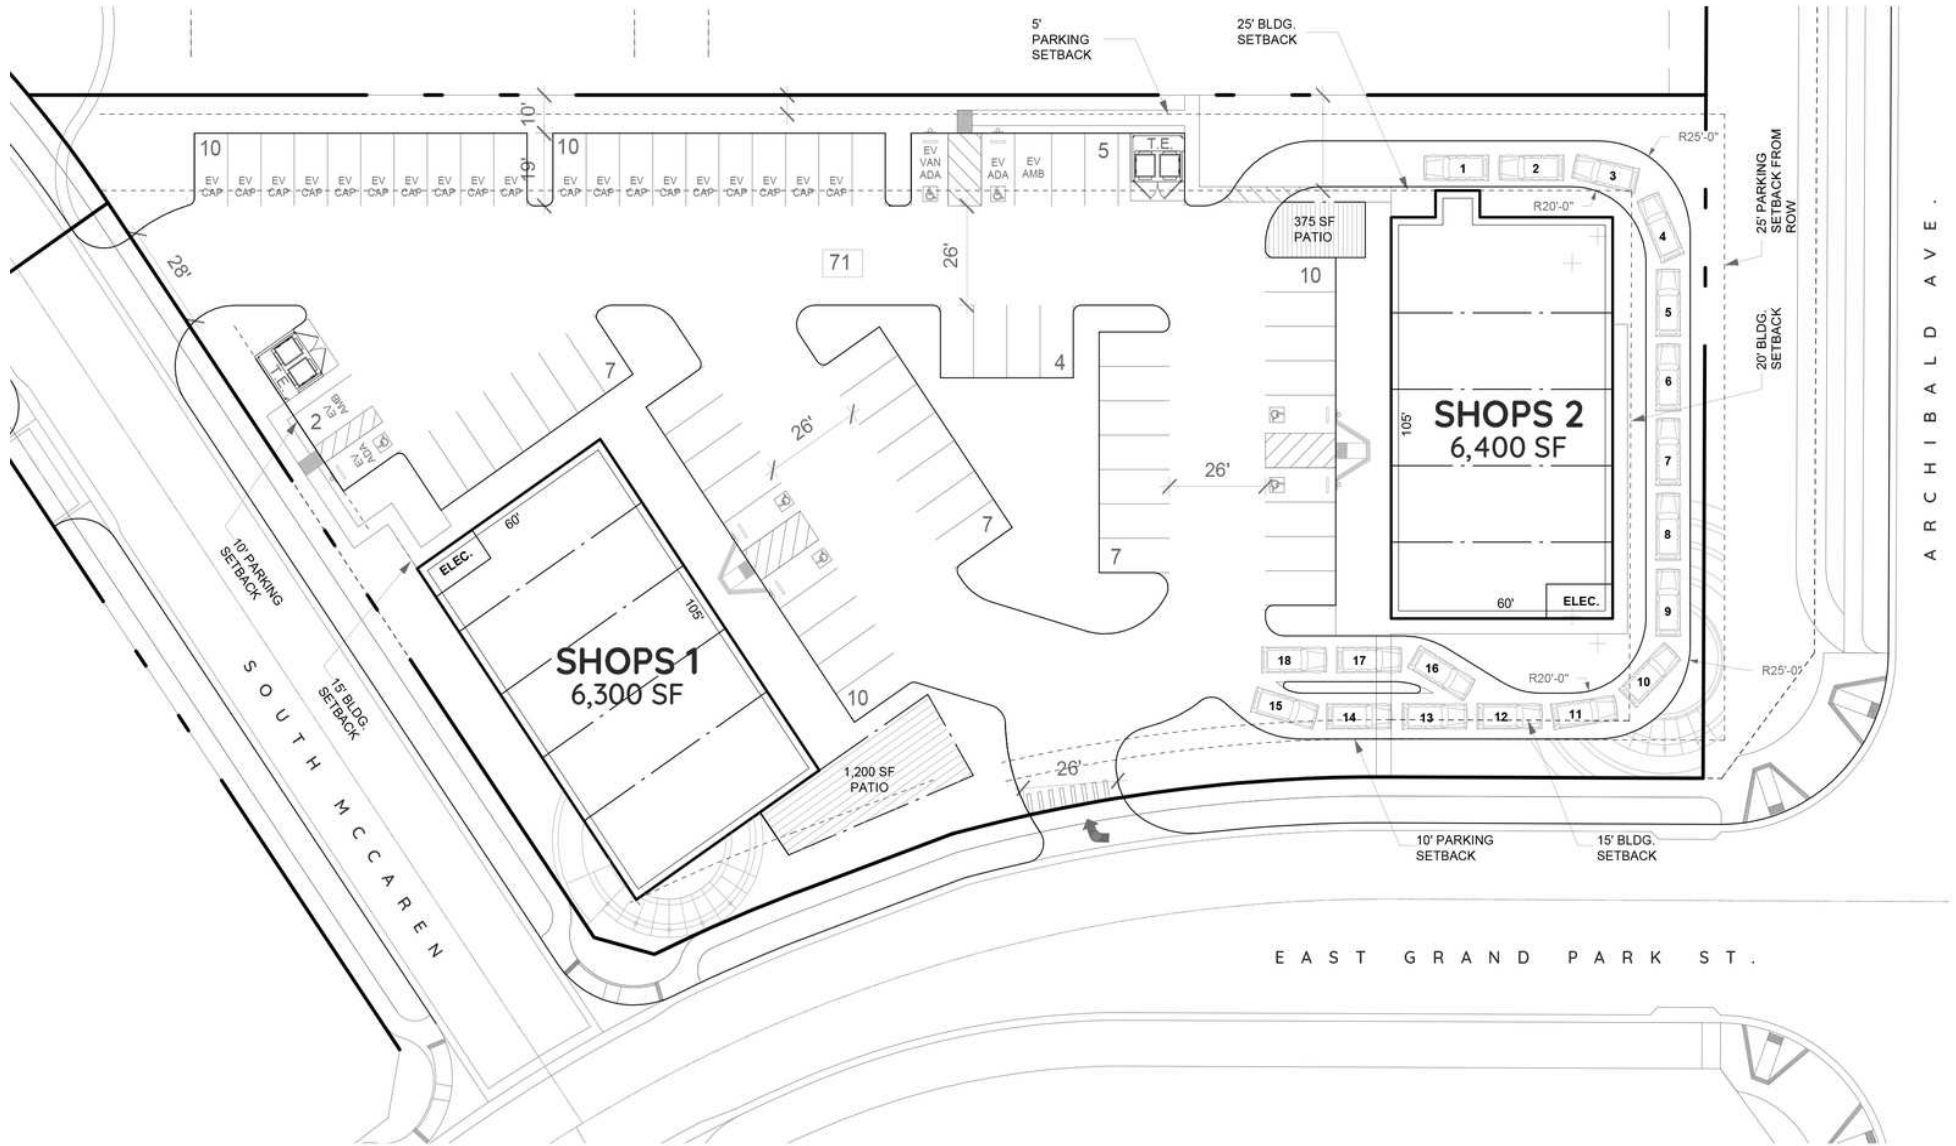 5'
PARKING
SETBACK
25' BLDG.
SETBACK
10'
19'
10
EV
CAP
EV
CAP
EV
CAP
EV
CAP
EV
CAP
EV
CAP
EV
CAP
EV
CAP
EV
CAP
EV
CAP
10
EV
CAP
EV
CAP
EV
CAP
EV
CAP
EV
CAP
EV
CAP
EV
CAP
EV
CAP
EV
CAP
EV
VAN
ADA
EV
ADA
EV
AMB
5
T.E.
R25'-0"
25' PARKING
SETBACK FROM
ROW
1
2
3
4
5
6
7
8
9
10
11
12
13
14
15
16
17
18
R20'-0"
375 SF
PATIO
10
28'
71
26'
20' BLDG.
SETBACK
ARCHIBALD AVE.
T.E.
2
EV
AMB
EV
ADA
7
4
26'
7
7
26'
105'
SHOPS 2
6,400 SF
60'
ELEC.
10' PARKING
SETBACK
60'
ELEC.
105'
SHOPS 1
6,300 SF
10
15' BLDG.
SETBACK
R20'-0"
R25'-0"
1,200 SF
PATIO
26'
SOUTH MCCAREN
10' PARKING
SETBACK
15' BLDG.
SETBACK
EAST GRAND PARK ST.